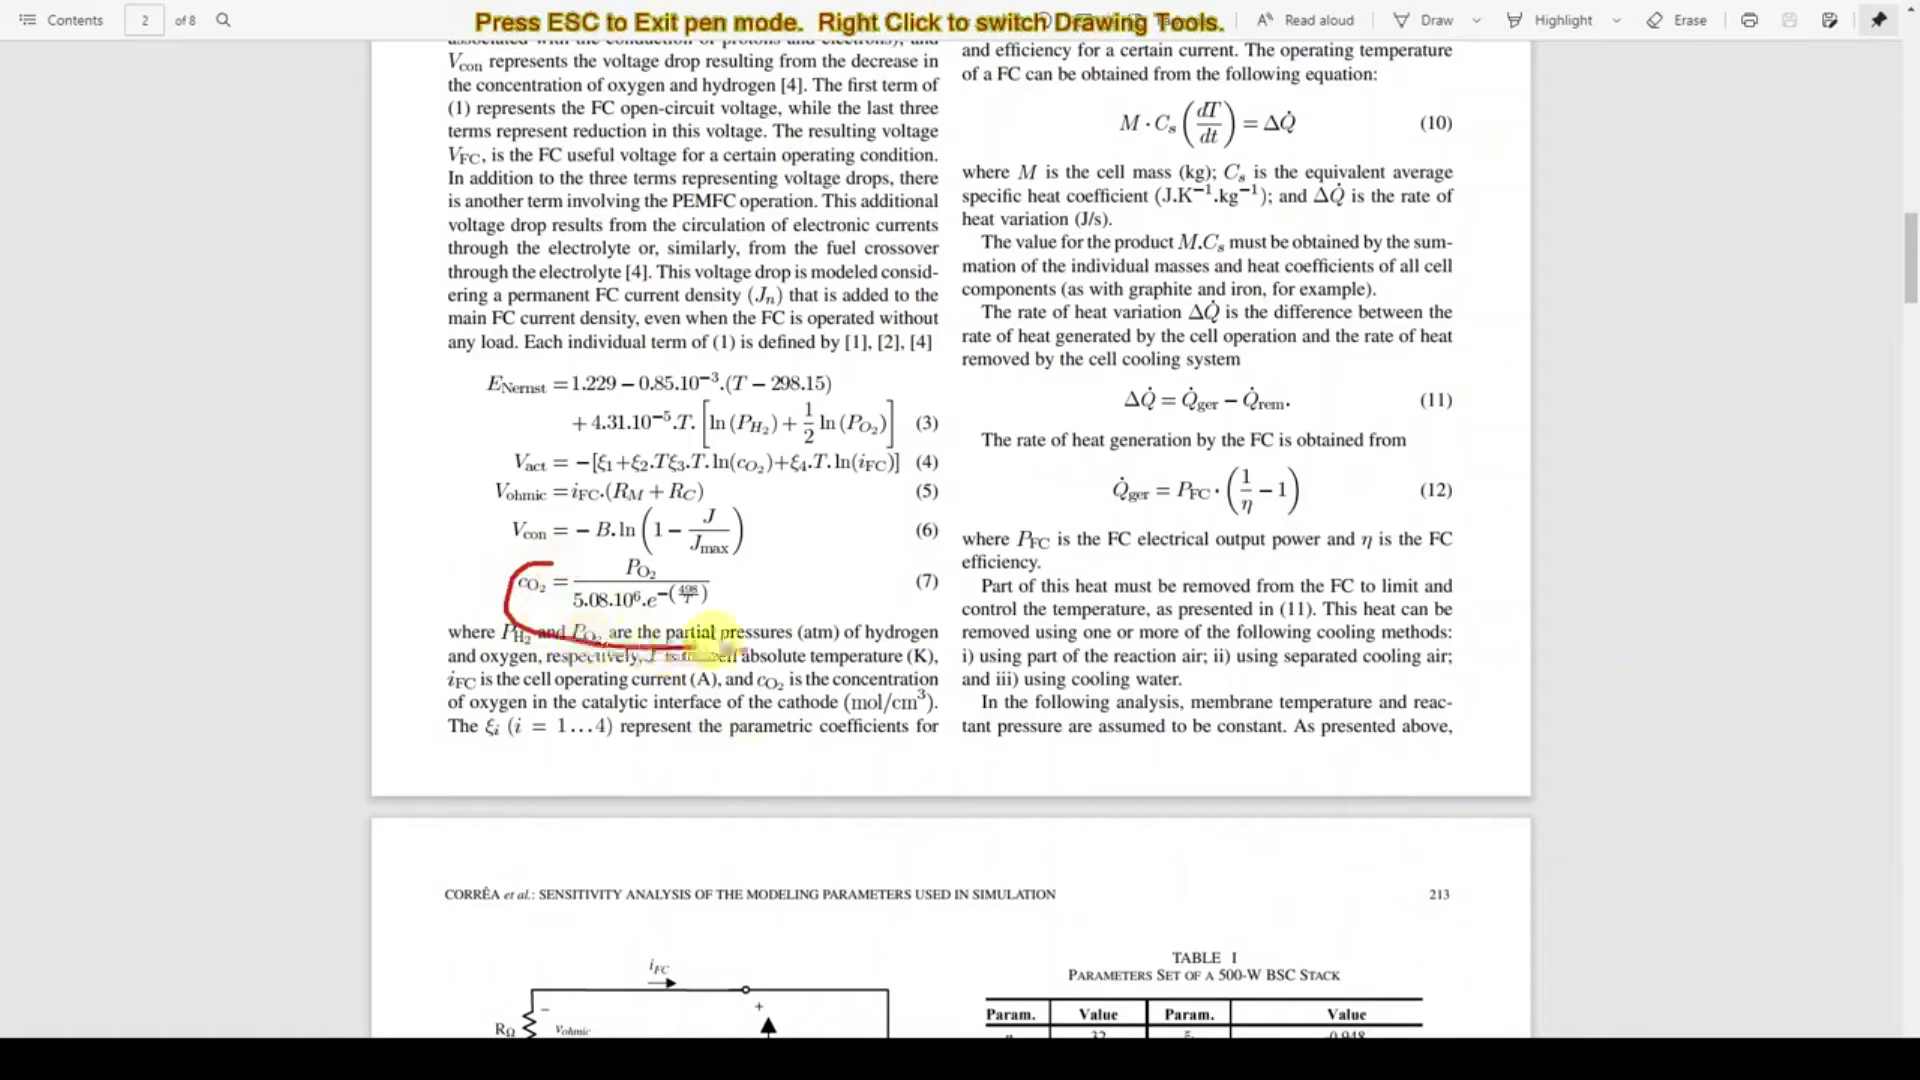 Contents 2 of 8 Press ESC to Exit pen mode. Right Click to switch Drawing Tools. Read aloud Draw Highlight Erase
V_con represents the voltage drop resulting from the decrease in
the concentration of oxygen and hydrogen [4]. The first term of
(1) represents the FC open-circuit voltage, while the last three
terms represent reduction in this voltage. The resulting voltage
V_FC, is the FC useful voltage for a certain operating condition.
In addition to the three terms representing voltage drops, there
is another term involving the PEMFC operation. This additional
voltage drop results from the circulation of electronic currents
through the electrolyte or, similarly, from the fuel crossover
through the electrolyte [4]. This voltage drop is modeled consid-
ering a permanent FC current density (J_n) that is added to the
main FC current density, even when the FC is operated without
any load. Each individual term of (1) is defined by [1], [2], [4]
E_Nernst = 1.229 − 0.85.10^−3.(T − 298.15)
+ 4.31.10^−5.T. [ln (P_H2) + 1/2 ln (P_O2)] (3)
V_act = −[ξ1+ξ2.Tξ3.T.ln(c_O2)+ξ4.T.ln(i_FC)] (4)
V_ohmic = i_FC.(R_M + R_C) (5)
V_con = − B.ln (1 − J/J_max) (6)
c_O2 = P_O2 / 5.08.10^6.e^−(498/T) (7)
where P_H2 and P_O2 are the partial pressures (atm) of hydrogen
and oxygen, respectively, absolute temperature (K),
i_FC is the cell operating current (A), and c_O2 is the concentration
of oxygen in the catalytic interface of the cathode (mol/cm^3).
The ξ_i (i = 1…4) represent the parametric coefficients for
and efficiency for a certain current. The operating temperature
of a FC can be obtained from the following equation:
M · C_s (dT/dt) = ΔQ̇ (10)
where M is the cell mass (kg); C_s is the equivalent average
specific heat coefficient (J.K^−1.kg^−1); and ΔQ̇ is the rate of
heat variation (J/s).
The value for the product M.C_s must be obtained by the sum-
mation of the individual masses and heat coefficients of all cell
components (as with graphite and iron, for example).
The rate of heat variation ΔQ̇ is the difference between the
rate of heat generated by the cell operation and the rate of heat
removed by the cell cooling system
ΔQ̇ = Q̇_ger − Q̇_rem. (11)
The rate of heat generation by the FC is obtained from
Q̇_ger = P_FC · (1/η − 1) (12)
where P_FC is the FC electrical output power and η is the FC
efficiency.
Part of this heat must be removed from the FC to limit and
control the temperature, as presented in (11). This heat can be
removed using one or more of the following cooling methods:
i) using part of the reaction air; ii) using separated cooling air;
and iii) using cooling water.
In the following analysis, membrane temperature and reac-
tant pressure are assumed to be constant. As presented above,
CORRÊA et al.: SENSITIVITY ANALYSIS OF THE MODELING PARAMETERS USED IN SIMULATION 213
i_FC
+
−
R_Ω v_ohmic
TABLE I
PARAMETERS SET OF A 500-W BSC STACK
Param. Value Param. Value